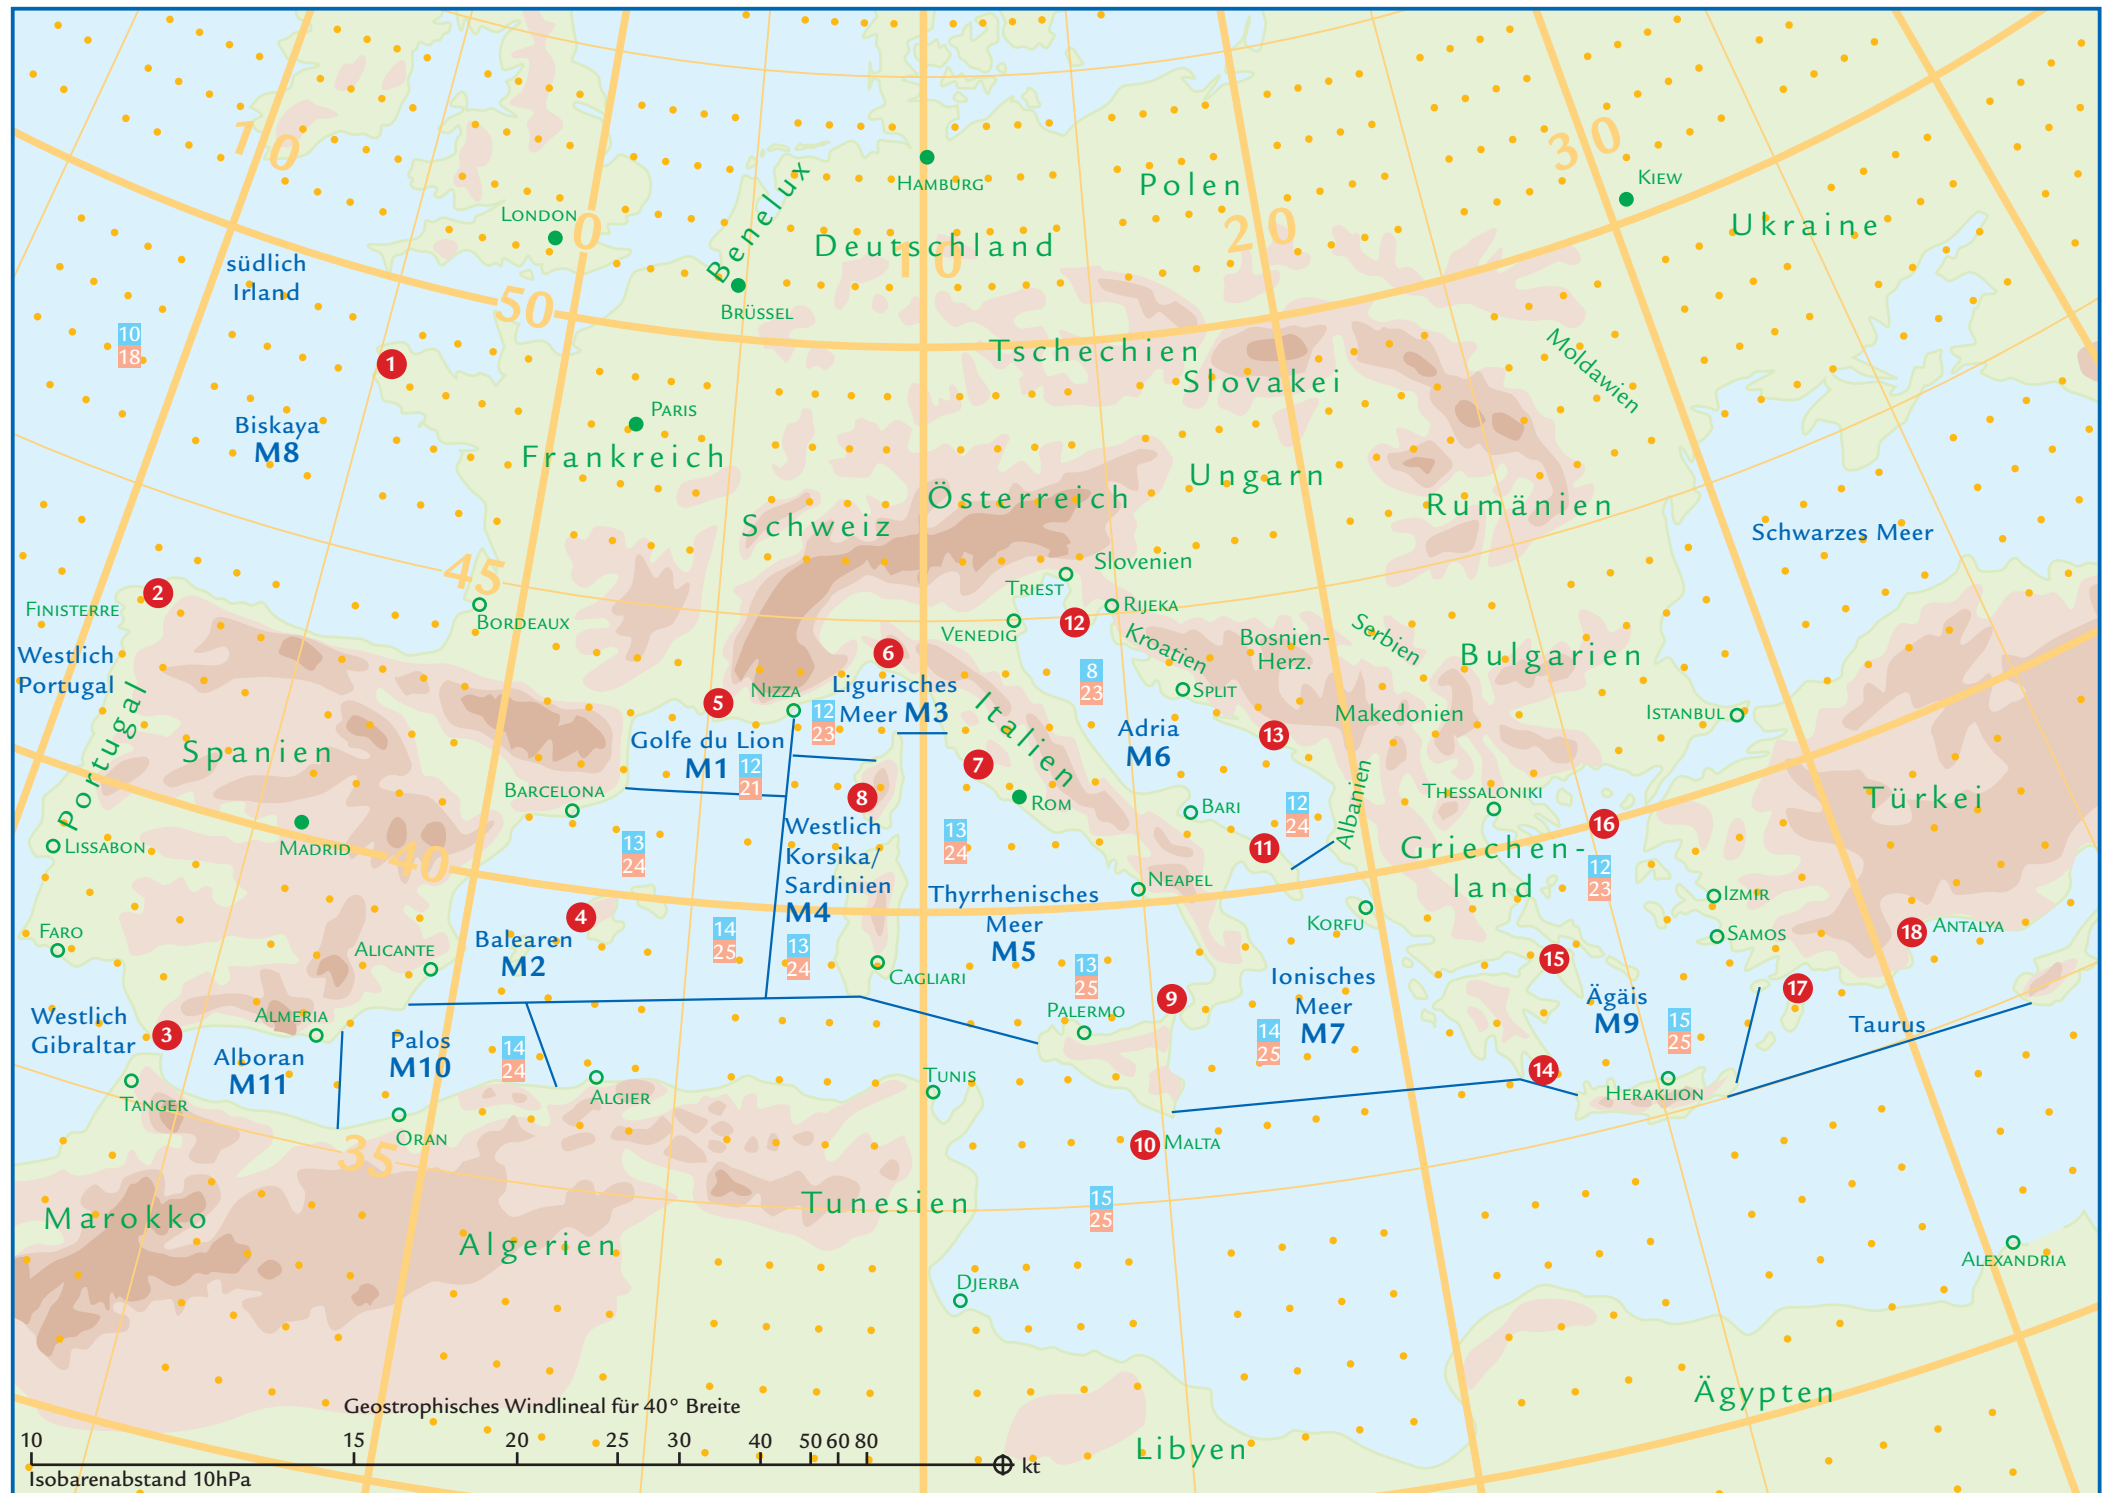 10
30
Kiew
Polen
Hamburg
Ukraine
London
0
20
Benelux
Deutschland
10
südlich
Irland
50
Brüssel
10
18
Tschechien
Moldawien
1
Slovakei
Paris
Biskaya
M8
Frankreich
Ungarn
Österreich
Rumänien
Schweiz
Schwarzes Meer
45
Slovenien
Triest
2
Finisterre
Rijeka
Bordeaux
12
Venedig
Kroatien
Bosnien-
Herz.
Serbien
Westlich
Portugal
6
Bulgarien
8
23
Ligurisches
Meer M3
Nizza
5
Split
12
23
Italien
Makedonien
Istanbul
Portugal
Spanien
Golfe du Lion
M1
12
21
Adria
M6
13
7
Albanien
Barcelona
8
Rom
Thessaloniki
Türkei
Bari
12
24
16
Madrid
Lissabon
40
13
24
Westlich
Korsika/
Sardinien
M4
13
24
11
Griechen-
land
12
23
Neapel
Thyrrhenisches
Meer
M5
Izmir
4
Korfu
Faro
14
25
Samos
18
Antalya
Balearen
M2
Alicante
13
24
15
Cagliari
13
25
Ionisches
Meer
M7
17
9
Ägäis
M9
Westlich
Gibraltar
Almeria
Palermo
15
25
Taurus
3
Palos
M10
14
24
14
25
Alboran
M11
14
Tunis
Tanger
Algier
Heraklion
Oran
10
Malta
35
Marokko
Tunesien
15
25
Algerien
Alexandria
Djerba
Ägypten
Libyen
Geostrophisches Windlineal für 40° Breite
10 15 20 25 30 40 50 60 80
kt
Isobarenabstand 10hPa